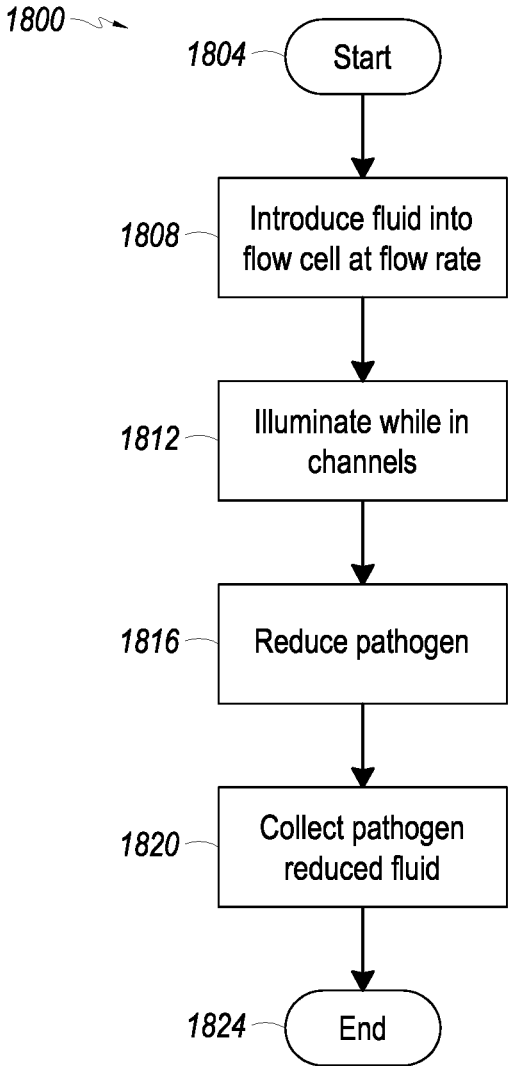 1800
1804
Start
1808
Introduce fluid into
flow cell at flow rate
1812
Illuminate while in
channels
1816
Reduce pathogen
1820
Collect pathogen
reduced fluid
1824
End